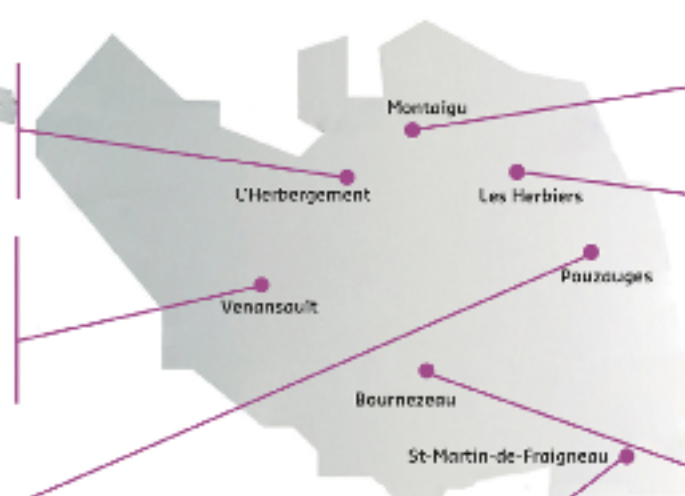 Montaigu
L'Herbergement
Les Herbiers
Pouzauges
Venansault
Bournezeau
St-Martin-de-Fraigneau